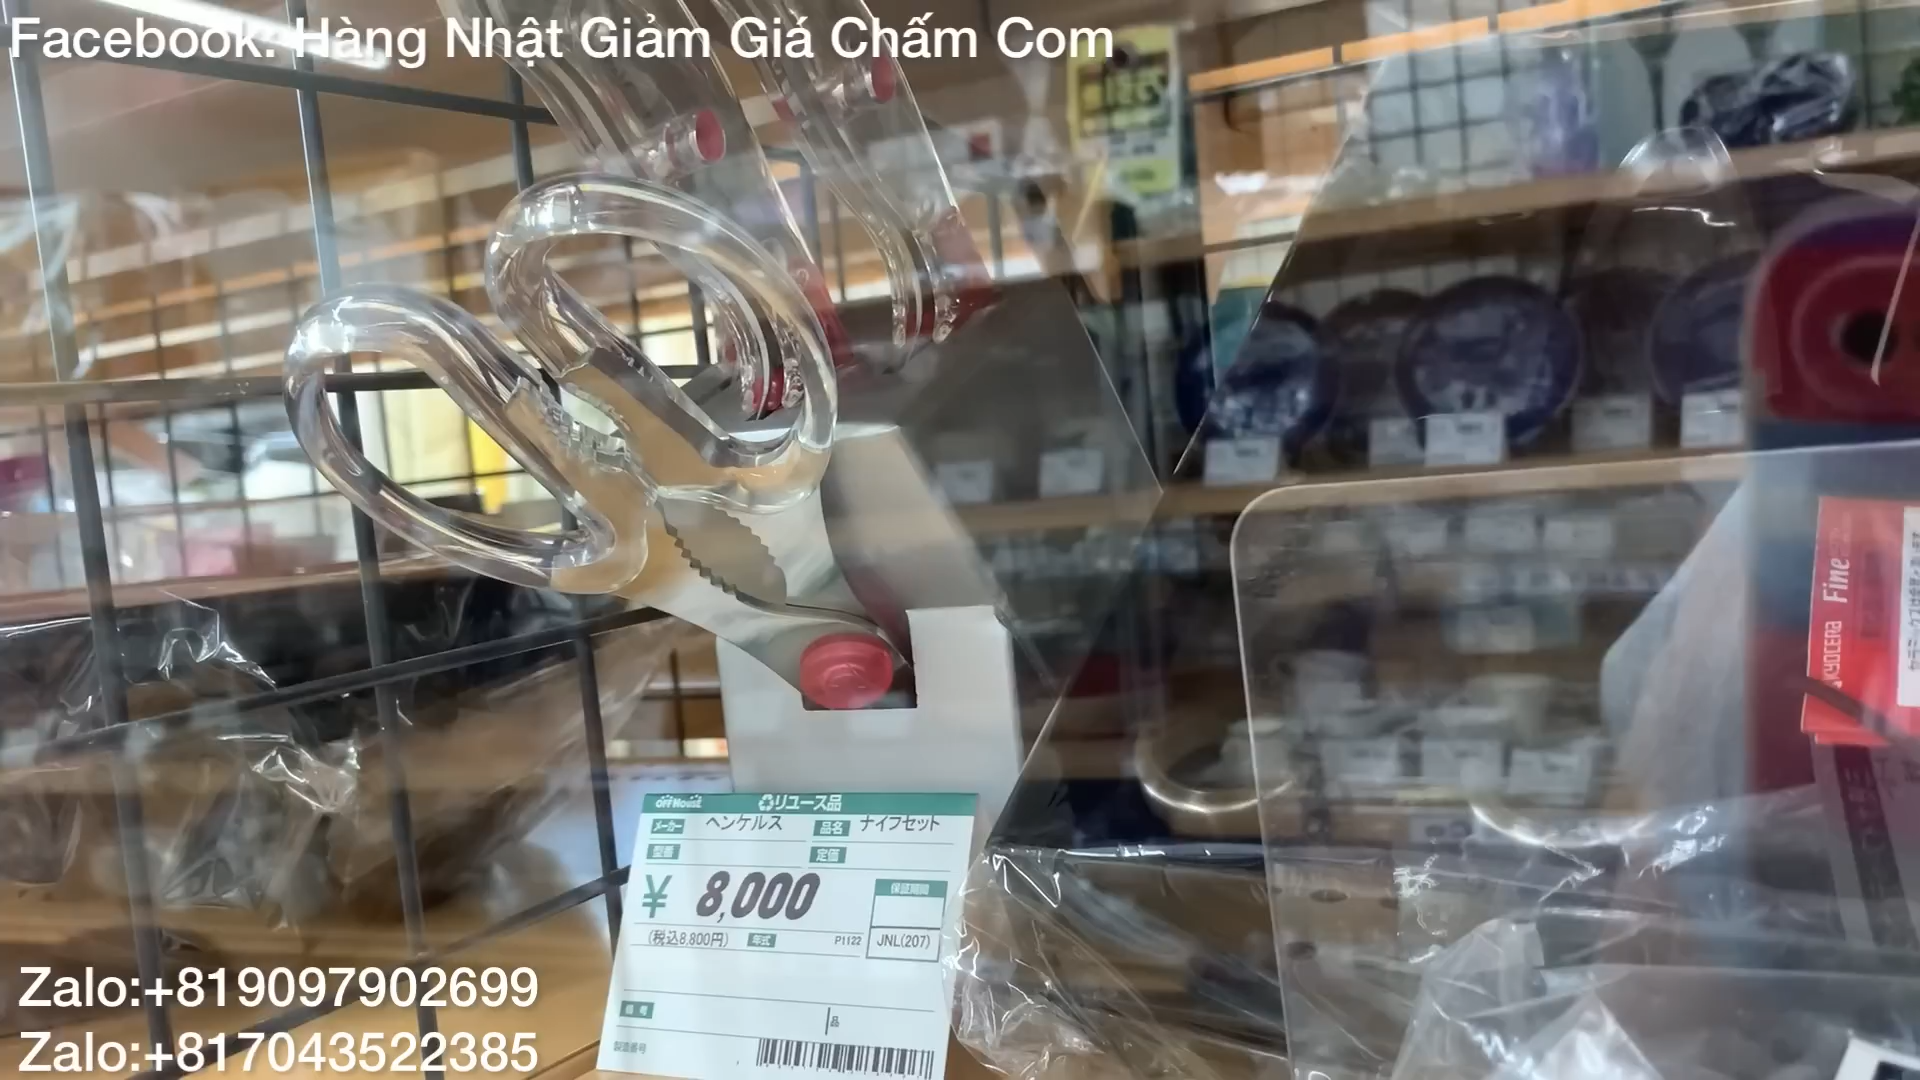 Facebook: Hàng Nhật Giảm Giá Chấm Com
KYOCERA Fine
OFF HOUSE リユース品
メーカー ヘンケルス 品名 ナイフセット
型番 定価
¥ 8,000 保証期間
(税込8,800円) 年式 P1122 JNL(207)
備考
品
製造番号
Zalo:+819097902699
Zalo:+817043522385